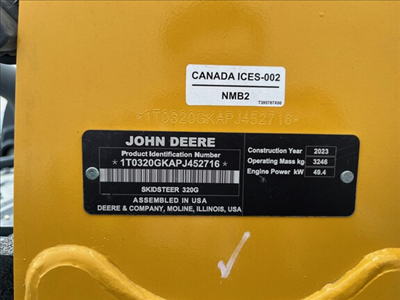 CANADA ICES-002
NMB2
*1T0320GKAPJ452716*
JOHN DEERE
Product Identification Number
*1T0320GKAPJ452716*
SKIDSTEER 320G
ASSEMBLED IN USA
DEERE & COMPANY, MOLINE, ILLINOIS, USA
Construction Year 2023
Operating Mass kg 3246
Engine Power kW 49.4